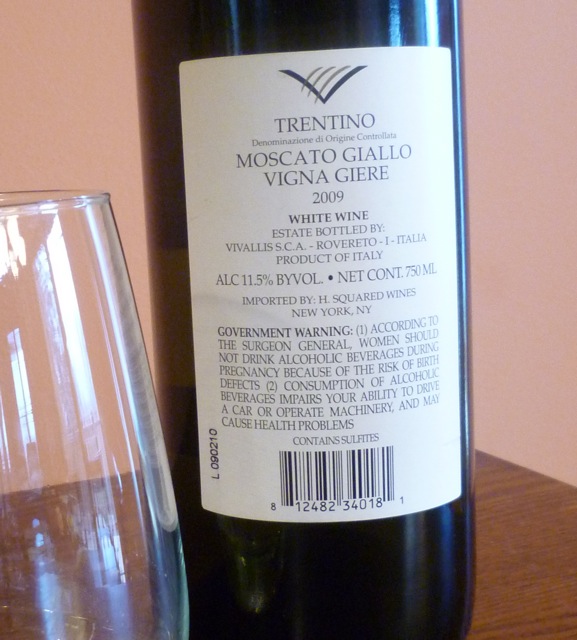 TRENTINO
Denominazione di Origine Controllata
MOSCATO GIALLO
VIGNA GIERE
2009
WHITE WINE
ESTATE BOTTLED BY:
VIVALLIS S.C.A. - ROVERETO - I - ITALIA
PRODUCT OF ITALY
ALC 11.5% BYVOL. • NET CONT. 750 ML
IMPORTED BY: H. SQUARED WINES
NEW YORK, NY
GOVERNMENT WARNING: (1) ACCORDING TO
THE SURGEON GENERAL, WOMEN SHOULD
NOT DRINK ALCOHOLIC BEVERAGES DURING
PREGNANCY BECAUSE OF THE RISK OF BIRTH
DEFECTS (2) CONSUMPTION OF ALCOHOLIC
BEVERAGES IMPAIRS YOUR ABILITY TO DRIVE
A CAR OR OPERATE MACHINERY, AND MAY
CAUSE HEALTH PROBLEMS
CONTAINS SULFITES
L 090210
8 12482 34018 1